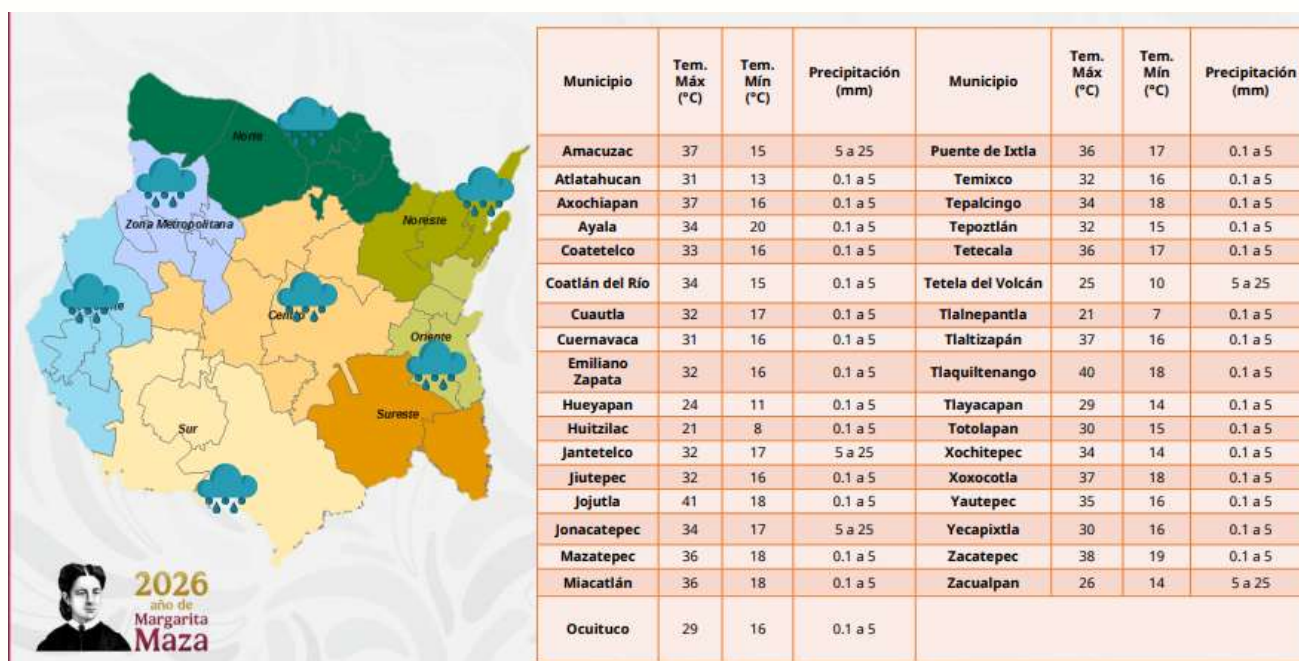 Norte
Zona Metropolitana
Noreste
Centro
Oriente
Sureste
Sur
2026
año de
Margarita
Maza
Municipio Tem. Máx (°C) Tem. Mín (°C) Precipitación (mm) Municipio Tem. Máx (°C) Tem. Mín (°C) Precipitación (mm)
Amacuzac 37 15 5 a 25 Puente de Ixtla 36 17 0.1 a 5
Atlatahucan 31 13 0.1 a 5 Temixco 32 16 0.1 a 5
Axochiapan 37 16 0.1 a 5 Tepalcingo 34 18 0.1 a 5
Ayala 34 20 0.1 a 5 Tepoztlán 32 15 0.1 a 5
Coatetelco 33 16 0.1 a 5 Tetecala 36 17 0.1 a 5
Coatlán del Río 34 15 0.1 a 5 Tetela del Volcán 25 10 5 a 25
Cuautla 32 17 0.1 a 5 Tlalnepantla 21 7 0.1 a 5
Cuernavaca 31 16 0.1 a 5 Tlaltizapán 37 16 0.1 a 5
Emiliano Zapata 32 16 0.1 a 5 Tlaquiltenango 40 18 0.1 a 5
Hueyapan 24 11 0.1 a 5 Tlayacapan 29 14 0.1 a 5
Huitzilac 21 8 0.1 a 5 Totolapan 30 15 0.1 a 5
Jantetelco 32 17 5 a 25 Xochitepec 34 14 0.1 a 5
Jiutepec 32 16 0.1 a 5 Xoxocotla 37 18 0.1 a 5
Jojutla 41 18 0.1 a 5 Yautepec 35 16 0.1 a 5
Jonacatepec 34 17 5 a 25 Yecapixtla 30 16 0.1 a 5
Mazatepec 36 18 0.1 a 5 Zacatepec 38 19 0.1 a 5
Miacatlán 36 18 0.1 a 5 Zacualpan 26 14 5 a 25
Ocuituco 29 16 0.1 a 5